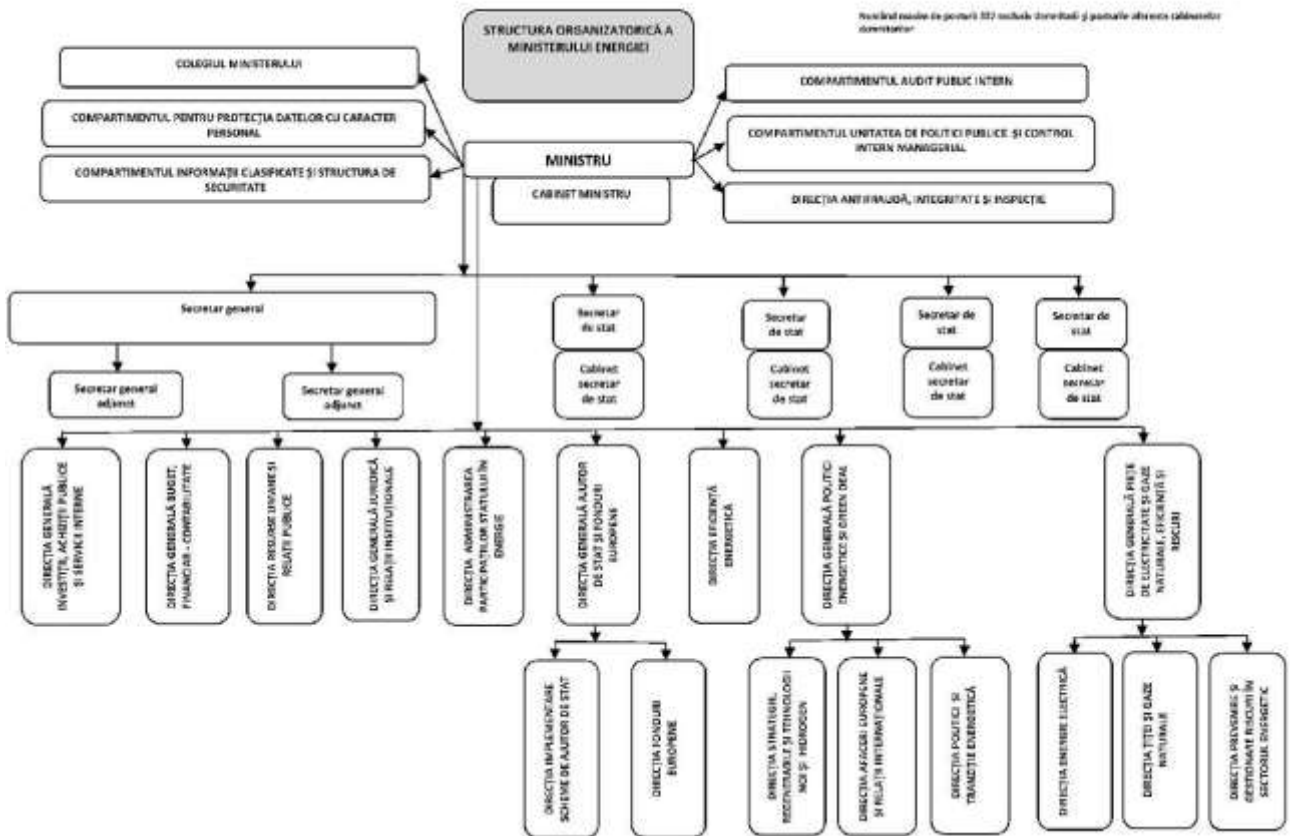 STRUCTURA ORGANIZATORICĂ A
MINISTERULUI ENERGIEI
maxim de posturi exclusiv și posturile aferente cabinetelor
COLEGIUL MINISTERULUI
COMPARTIMENTUL PENTRU PROTECȚIA DATELOR CU CARACTER
PERSONAL
COMPARTIMENTUL INFORMAȚII CLASIFICATE ȘI STRUCTURA DE
SECURITATE
MINISTRU
CABINET MINISTRU
COMPARTIMENTUL AUDIT PUBLIC INTERN
COMPARTIMENTUL UNITATEA DE POLITICI PUBLICE ȘI CONTROL
INTERN MANAGERIAL
DIRECȚIA ANTIFRAUDĂ, INTEGRITATE ȘI INSPECȚIE
Secretar general
Secretar general
adjunct
Secretar general
adjunct
Secretar
de stat
Cabinet
secretar
de stat
Secretar
de stat
Cabinet
secretar
de stat
Secretar de
stat
Cabinet
secretar
de stat
Secretar de
stat
Cabinet
secretar de
stat
DIRECȚIA GENERALĂ
INVESTIȚII, ACHIZIȚII PUBLICE
ȘI SERVICII INTERNE
DIRECȚIA GENERALĂ BUGET,
FINANCIAR - CONTABILITATE
DIRECȚIA RESURSE UMANE ȘI
RELAȚII PUBLICE
DIRECȚIA GENERALĂ JURIDICĂ
ȘI RELAȚII INSTITUȚIONALE
DIRECȚIA ADMINISTRAREA
PARTICIPAȚIILOR STATULUI ÎN
ENERGIE
DIRECȚIA GENERALĂ AJUTOR
DE STAT ȘI FONDURI
EUROPENE
DIRECȚIA EFICIENȚĂ
ENERGETICĂ
DIRECȚIA GENERALĂ POLITICI
ENERGETICE ȘI GREEN DEAL
DIRECȚIA GENERALĂ PIEȚE
DE ELECTRICITATE ȘI GAZE
NATURALE, EFICIENȚĂ ȘI
RISCURI
DIRECȚIA IMPLEMENTARE
SCHEME DE AJUTOR DE STAT
DIRECȚIA FONDURI
EUROPENE
DIRECȚIA STRATEGII,
REGENERABILE ȘI TEHNOLOGII
NOI ȘI HIDROGEN
DIRECȚIA AFACERI EUROPENE
ȘI RELAȚII INTERNAȚIONALE
DIRECȚIA POLITICI ȘI
TRANZIȚIE ENERGETICĂ
DIRECȚIA ENERGIE ELECTRICĂ
DIRECȚIA ȚIȚEI ȘI GAZE
NATURALE
DIRECȚIA PREVENIRE ȘI
GESTIONARE RISCURI ÎN
SECTORUL ENERGETIC